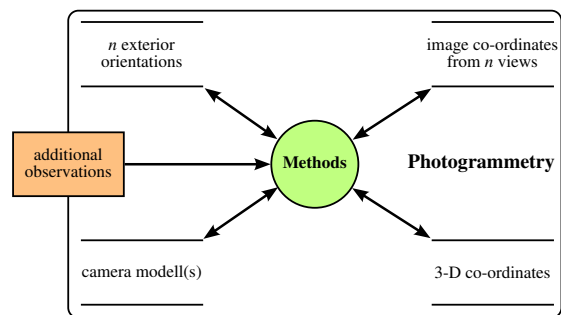 n exterior
orientations
image co-ordinates
from n views
additional
observations
Methods
Photogrammetry
camera modell(s)
3-D co-ordinates